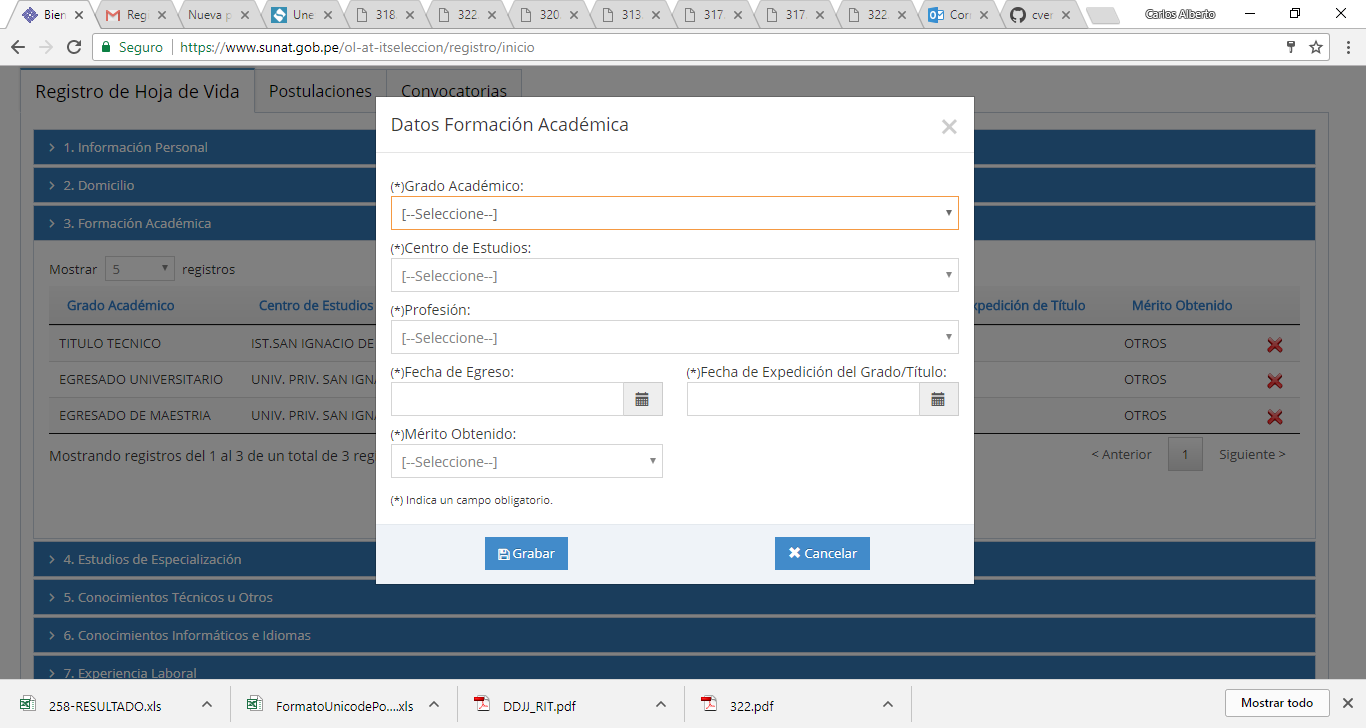 Bien
Reg
Nueva p
Une
318.
322.
320.
313
317.
317.
322.
Cor
cver
Carlos Alberto
Seguro
https://www.sunat.gob.pe/ol-at-itseleccion/registro/inicio
Registro de Hoja de Vida
Postulaciones
Convocatorias
1. Información Personal
2. Domicilio
3. Formación Académica
Mostrar 5 registros
Grado Académico
Centro de Estudios
xpedición de Título
Mérito Obtenido
TITULO TECNICO
IST.SAN IGNACIO DE
OTROS
EGRESADO UNIVERSITARIO
UNIV. PRIV. SAN IGNA
OTROS
EGRESADO DE MAESTRIA
UNIV. PRIV. SAN IGNA
OTROS
Mostrando registros del 1 al 3 de un total de 3 reg
< Anterior 1 Siguiente >
Datos Formación Académica
(*)Grado Académico:
[--Seleccione--]
(*)Centro de Estudios:
[--Seleccione--]
(*)Profesión:
[--Seleccione--]
(*)Fecha de Egreso:
(*)Fecha de Expedición del Grado/Título:
(*)Mérito Obtenido:
[--Seleccione--]
(*) Indica un campo obligatorio.
Grabar
Cancelar
4. Estudios de Especialización
5. Conocimientos Técnicos u Otros
6. Conocimientos Informáticos e Idiomas
7. Experiencia Laboral
258-RESULTADO.xls
FormatoUnicodePo....xls
DDJJ_RIT.pdf
322.pdf
Mostrar todo